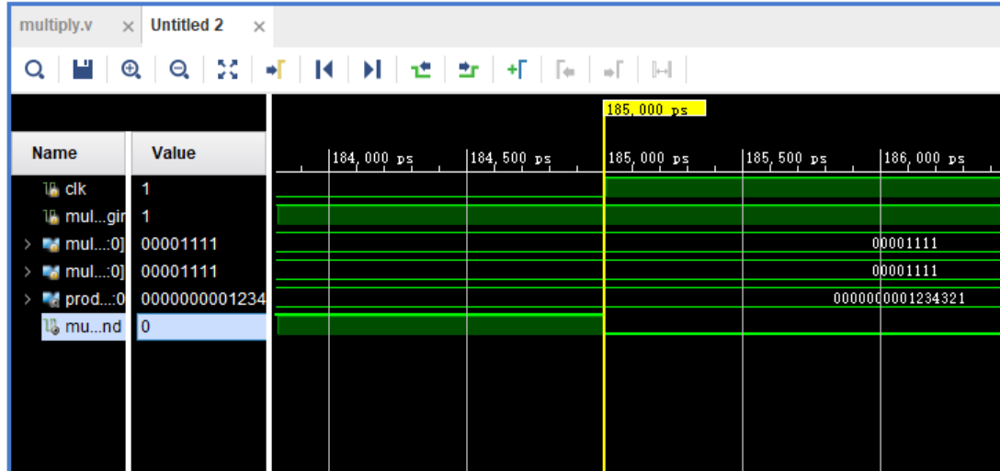 multiply.v × Untitled 2 ×
185,000 ps
Name Value
184,000 ps 184,500 ps 185,000 ps 185,500 ps 186,000 ps
clk 1
mul...gin 1
mul...:0] 00001111 00001111
mul...:0] 00001111 00001111
prod...:0 0000000001234 0000000001234321
mu...nd 0